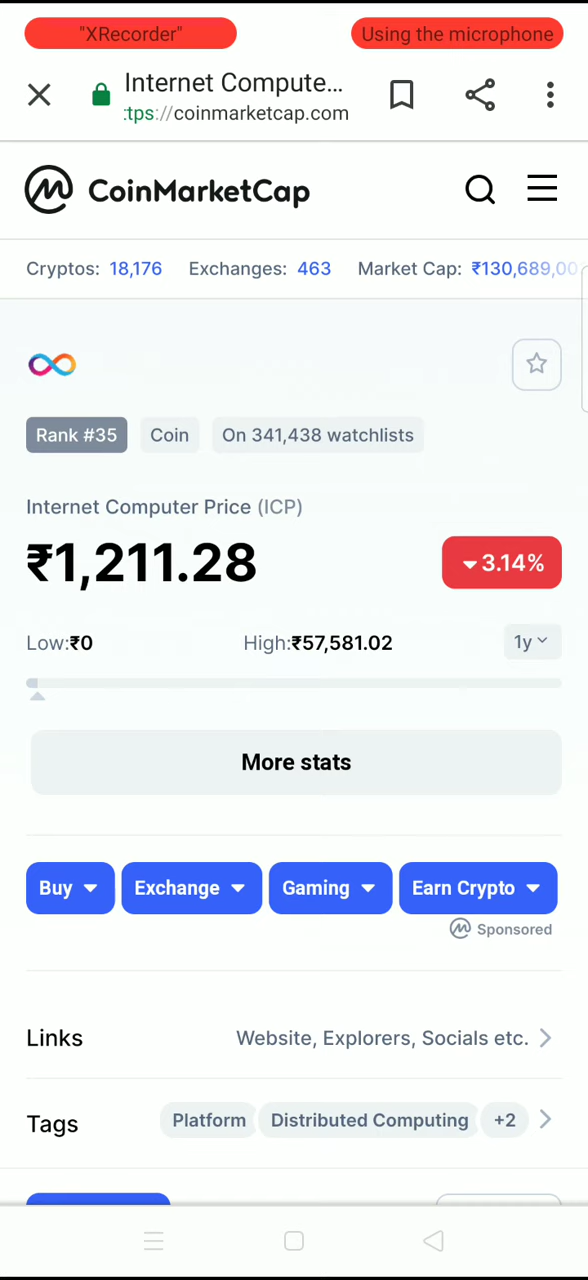 "XRecorder" Using the microphone
Internet Compute...
:tps://coinmarketcap.com
CoinMarketCap
Cryptos: 18,176 Exchanges: 463 Market Cap: ₹130,689,00
Rank #35 Coin On 341,438 watchlists
Internet Computer Price (ICP)
₹1,211.28 3.14%
Low:₹0 High:₹57,581.02 1y
More stats
Buy Exchange Gaming Earn Crypto
Sponsored
Links Website, Explorers, Socials etc.
Tags Platform Distributed Computing +2